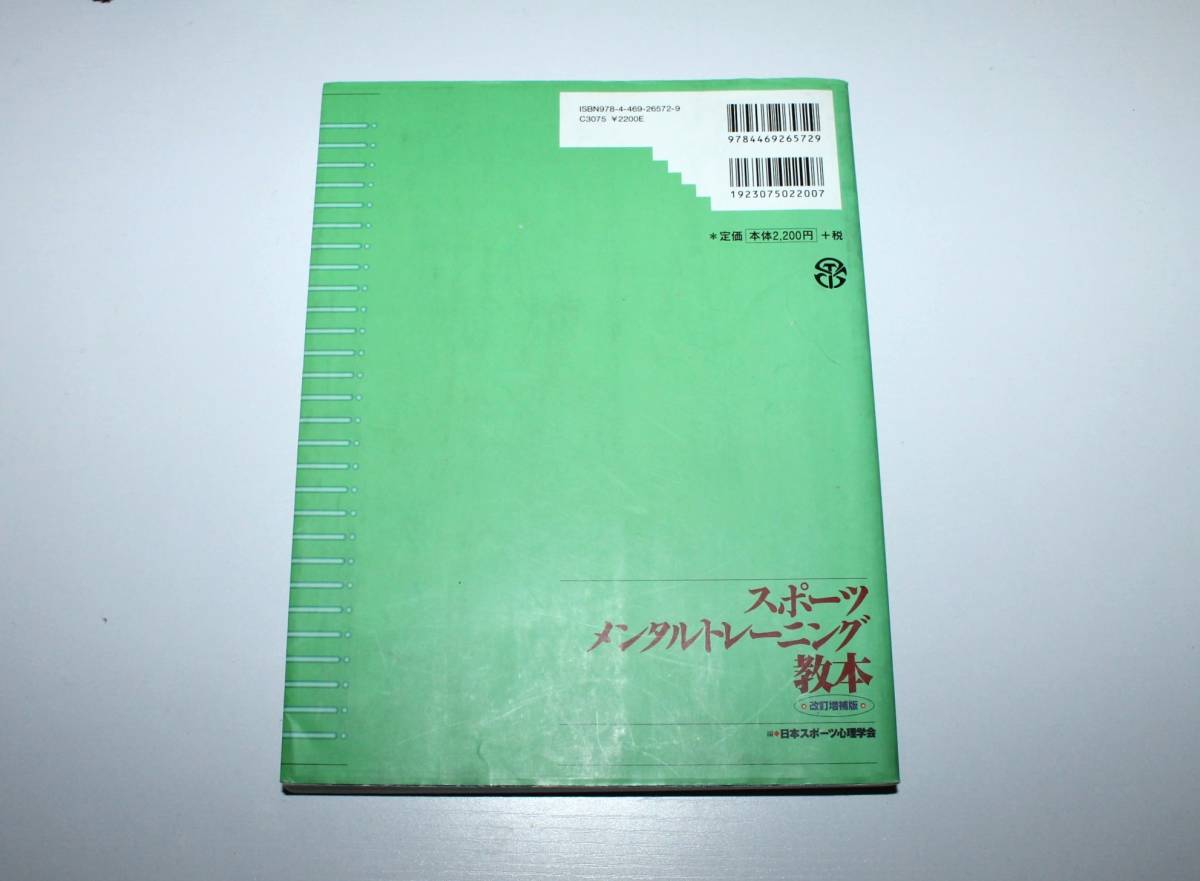 ISBN978-4-469-26572-9
C3075 ¥2200E
9784469265729
1923075022007
*定価 本体2,200円 +税
スポーツ
メンタルトレーニング
教本
改訂増補版
編●日本スポーツ心理学会